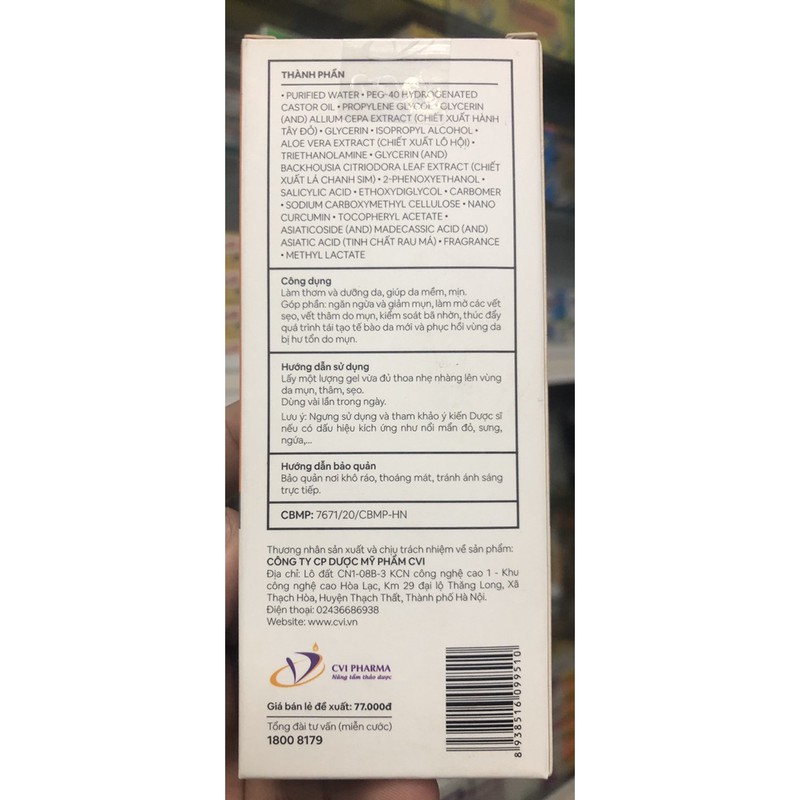 THÀNH PHẦN
• PURIFIED WATER • PEG-40 HYDROGENATED
CASTOR OIL • PROPYLENE GLYCOL • GLYCERIN
(AND) ALLIUM CEPA EXTRACT (CHIẾT XUẤT HÀNH
TÂY ĐỎ) • GLYCERIN • ISOPROPYL ALCOHOL •
ALOE VERA EXTRACT (CHIẾT XUẤT LÔ HỘI) •
TRIETHANOLAMINE • GLYCERIN (AND)
BACKHOUSIA CITRIODORA LEAF EXTRACT (CHIẾT
XUẤT LÁ CHANH SIM) • 2-PHENOXYETHANOL •
SALICYLIC ACID • ETHOXYDIGLYCOL • CARBOMER
• SODIUM CARBOXYMETHYL CELLULOSE • NANO
CURCUMIN • TOCOPHERYL ACETATE •
ASIATICOSIDE (AND) MADECASSIC ACID (AND)
ASIATIC ACID (TINH CHẤT RAU MÁ) • FRAGRANCE
• METHYL LACTATE
Công dụng
Làm thơm và dưỡng da, giúp da mềm, mịn.
Góp phần: ngăn ngừa và giảm mụn, làm mờ các vết
sẹo, vết thâm do mụn, kiểm soát bã nhờn, thúc đẩy
quá trình tái tạo tế bào da mới và phục hồi vùng da
bị hư tổn do mụn.
Hướng dẫn sử dụng
Lấy một lượng gel vừa đủ thoa nhẹ nhàng lên vùng
da mụn, thâm, sẹo.
Dùng vài lần trong ngày.
Lưu ý: Ngưng sử dụng và tham khảo ý kiến Dược sĩ
nếu có dấu hiệu kích ứng như nổi mẩn đỏ, sưng,
ngứa,...
Hướng dẫn bảo quản
Bảo quản nơi khô ráo, thoáng mát, tránh ánh sáng
trực tiếp.
CBMP: 7671/20/CBMP-HN
Thương nhân sản xuất và chịu trách nhiệm về sản phẩm:
CÔNG TY CP DƯỢC MỸ PHẨM CVI
Địa chỉ: Lô đất CN1-08B-3 KCN công nghệ cao 1 - Khu
công nghệ cao Hòa Lạc, Km 29 đại lộ Thăng Long, Xã
Thạch Hòa, Huyện Thạch Thất, Thành phố Hà Nội.
Điện thoại: 02436686938
Website: www.cvi.vn
CVI PHARMA
Nâng tầm thảo dược
Giá bán lẻ đề xuất: 77.000đ
Tổng đài tư vấn (miễn cước)
1800 8179
8 938516 099510